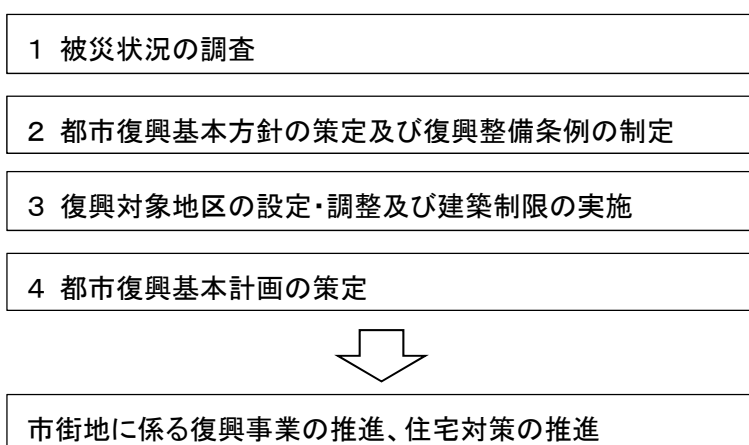 １ 被災状況の調査
２ 都市復興基本方針の策定及び復興整備条例の制定
３ 復興対象地区の設定・調整及び建築制限の実施
４ 都市復興基本計画の策定
市街地に係る復興事業の推進、住宅対策の推進